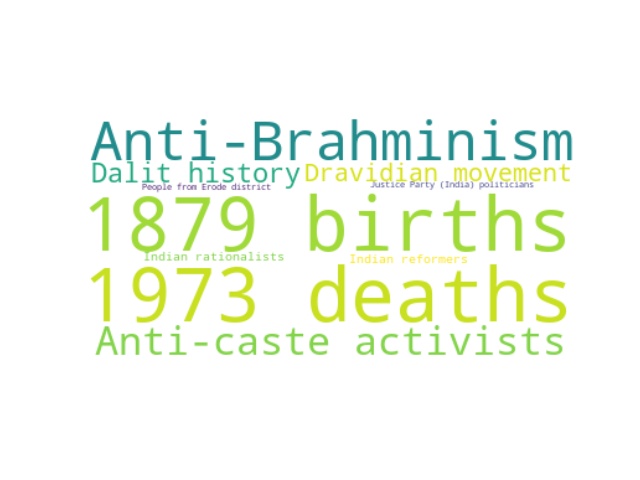 Anti-Brahminism
Dalit history Dravidian movement
People from Erode district Justice Party (India) politicians
1879 births
Indian rationalists Indian reformers
1973 deaths
Anti-caste activists